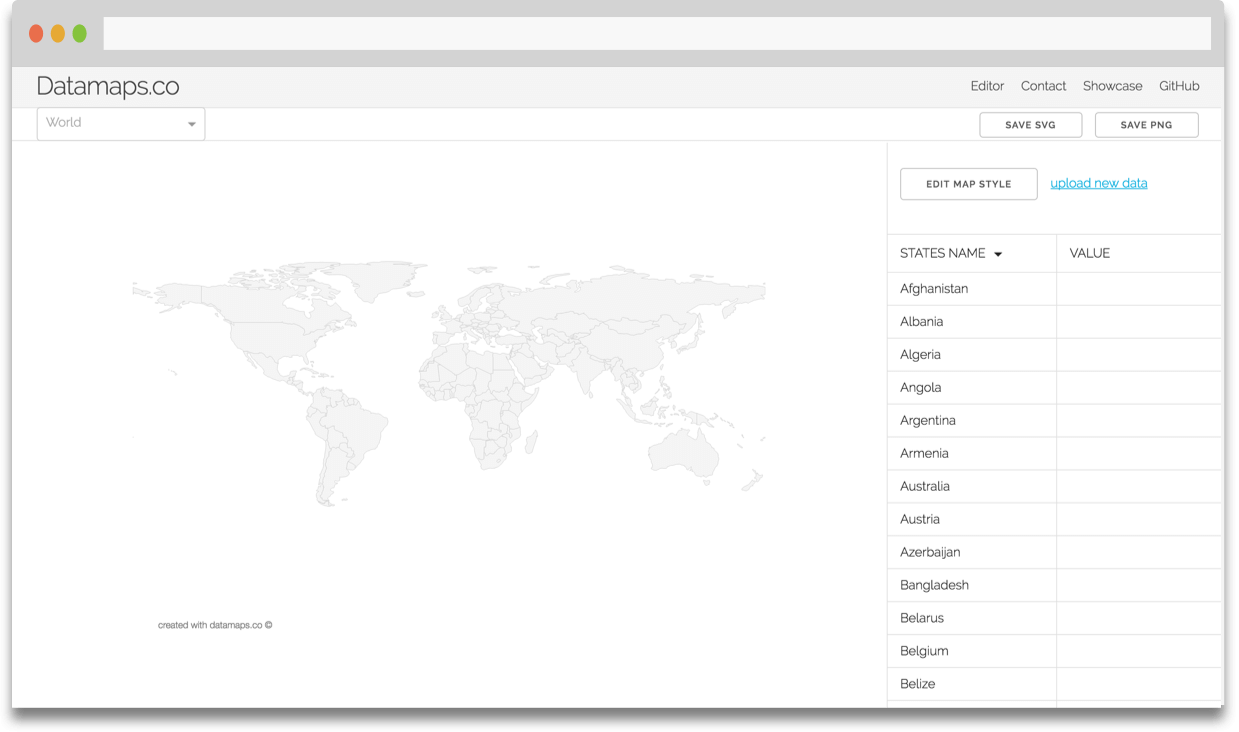 Datamaps.co
Editor Contact Showcase GitHub
World
SAVE SVG SAVE PNG
EDIT MAP STYLE upload new data
STATES NAME VALUE
Afghanistan
Albania
Algeria
Angola
Argentina
Armenia
Australia
Austria
Azerbaijan
Bangladesh
Belarus
Belgium
Belize
created with datamaps.co ©